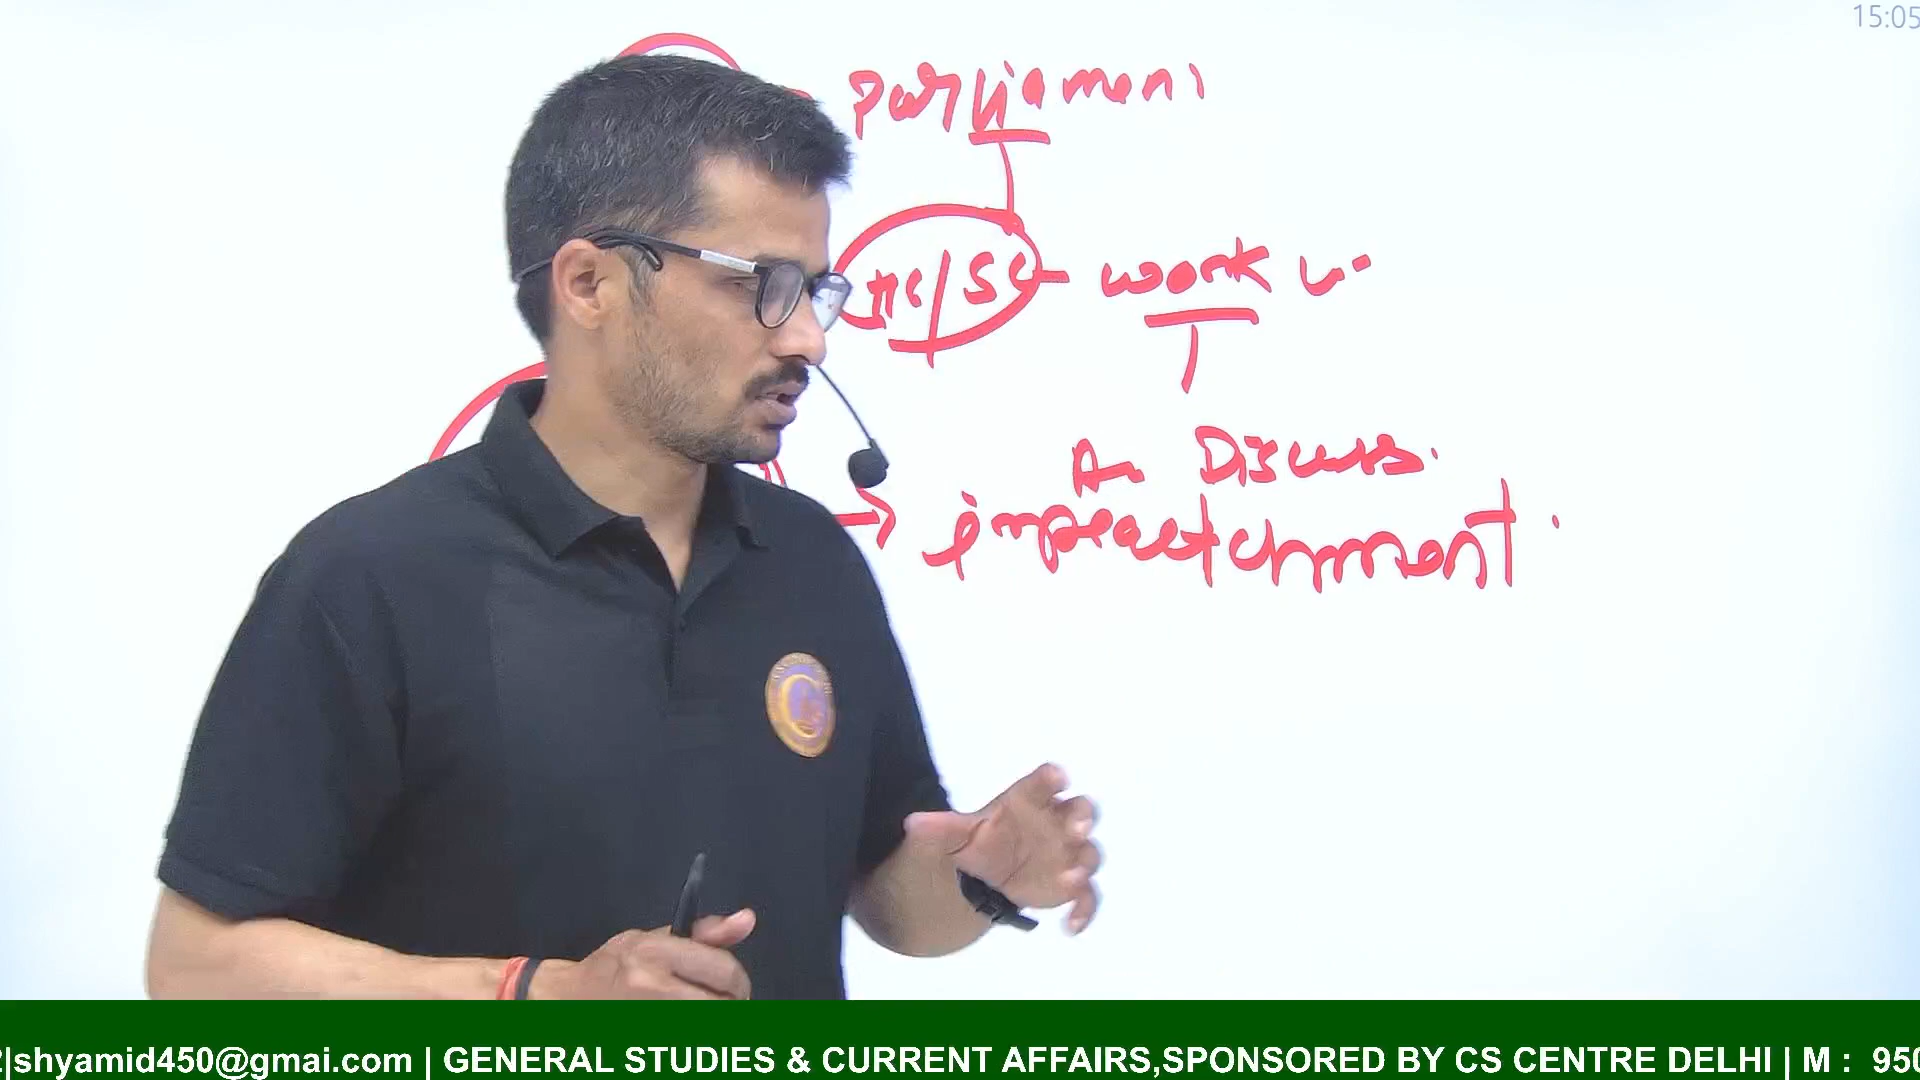 15:05
Parliament
HC/SC - work
Discuss.
impeachment.
|shyamid450@gmai.com | GENERAL STUDIES & CURRENT AFFAIRS,SPONSORED BY CS CENTRE DELHI | M : 950